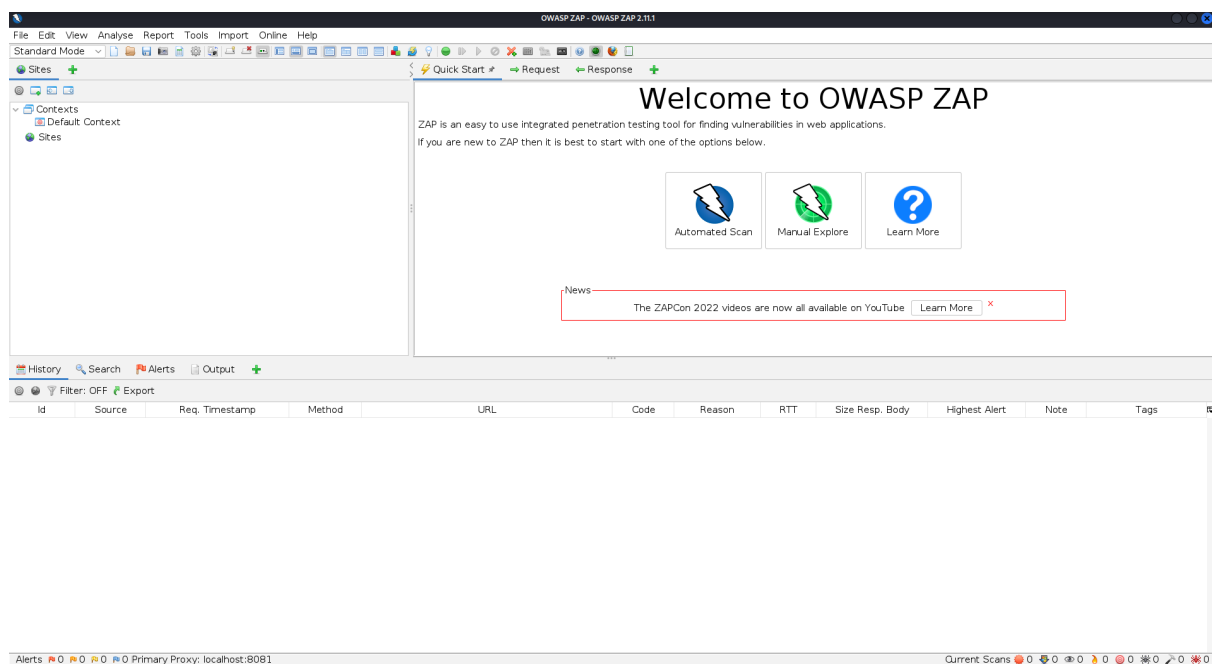 OWASP ZAP - OWASP ZAP 2.11.1
File Edit View Analyse Report Tools Import Online Help
Standard Mode
Sites
Quick Start
Request
Response
Contexts
Default Context
Sites
Welcome to OWASP ZAP
ZAP is an easy to use integrated penetration testing tool for finding vulnerabilities in web applications.
If you are new to ZAP then it is best to start with one of the options below.
Automated Scan
Manual Explore
Learn More
News
The ZAPCon 2022 videos are now all available on YouTube Learn More
History Search Alerts Output
Filter: OFF Export
Id Source Req. Timestamp Method URL Code Reason RTT Size Resp. Body Highest Alert Note Tags
Alerts 0 0 0 0 Primary Proxy: localhost:8081
Current Scans 0 0 0 0 0 0 0 0